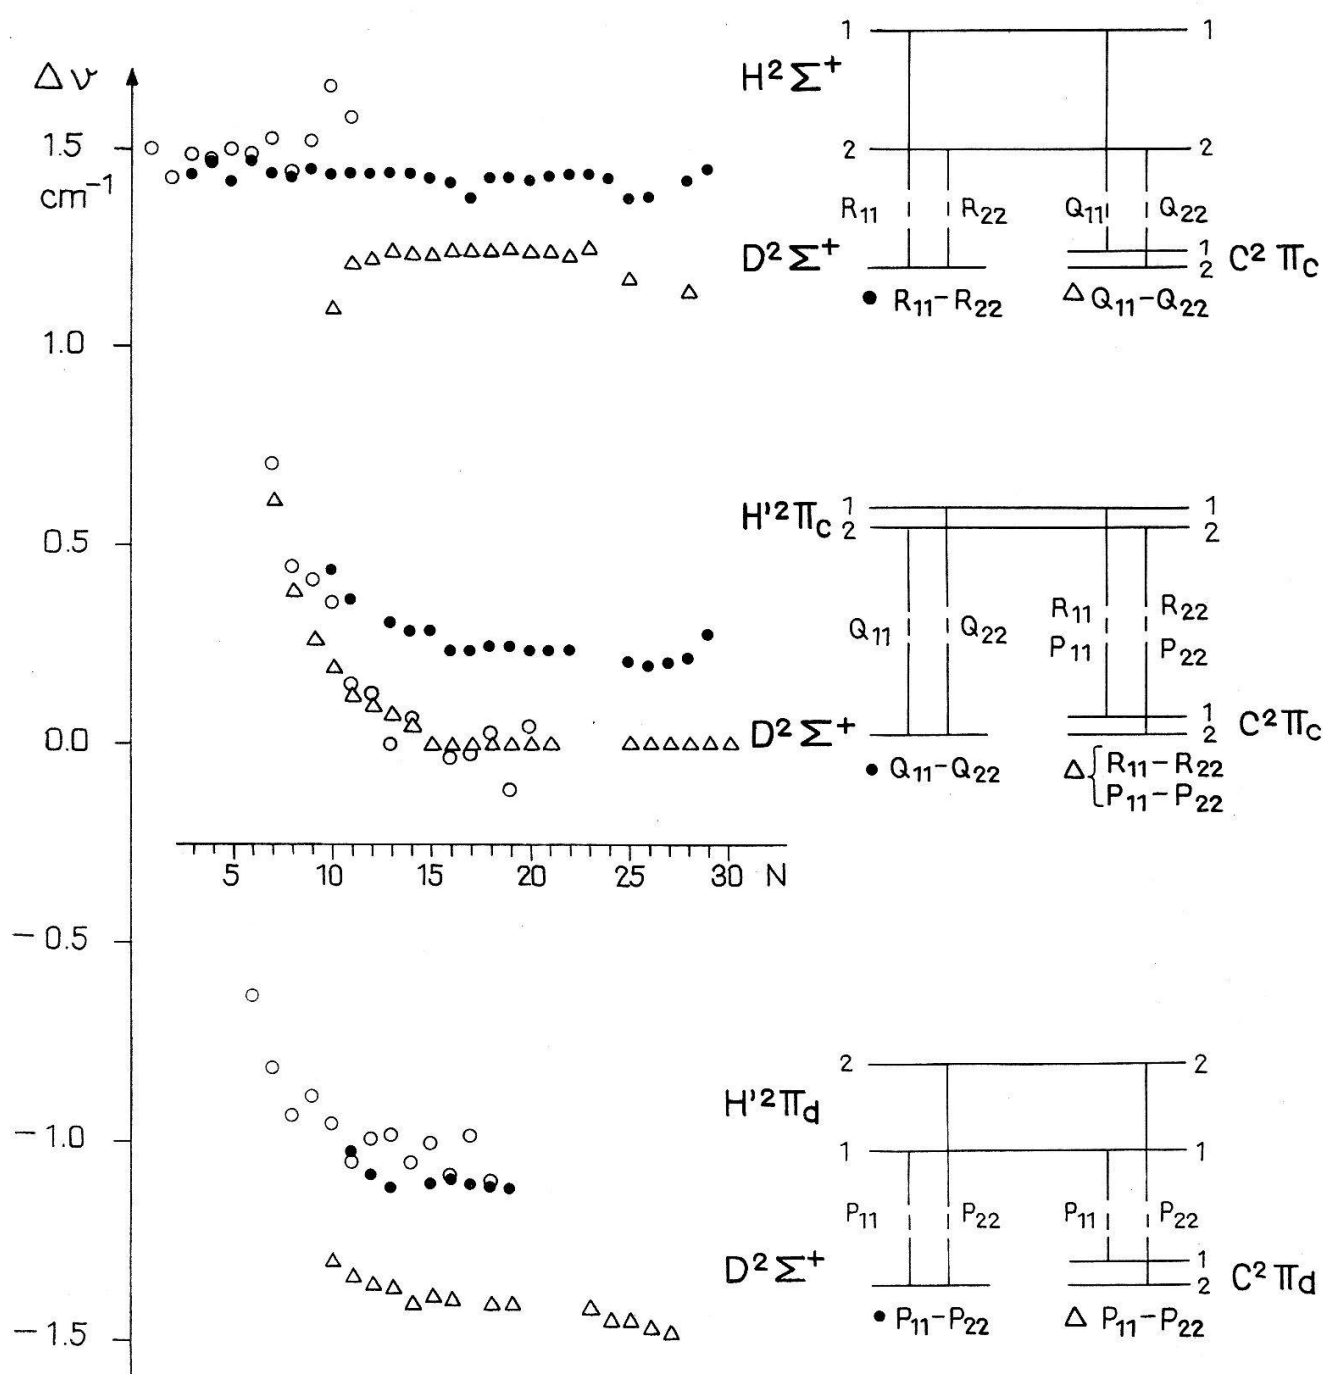 Δν
1.5
cm⁻¹
1.0
0.5
0.0
5 10 15 20 25 30 N
−0.5
−1.0
−1.5
1 1
H²Σ⁺
2 2
R₁₁ R₂₂ Q₁₁ Q₂₂
D²Σ⁺ 1 C²Πc
2
● R₁₁−R₂₂ △ Q₁₁−Q₂₂
H'²Πc 1 1
2 2
R₁₁ R₂₂
Q₁₁ Q₂₂
P₁₁ P₂₂
D²Σ⁺ 1 C²Πc
2
● Q₁₁−Q₂₂ △ { R₁₁−R₂₂
P₁₁−P₂₂
2 2
H'²Πd
1 1
P₁₁ P₂₂ P₁₁ P₂₂
D²Σ⁺ 1 C²Πd
2
● P₁₁−P₂₂ △ P₁₁−P₂₂